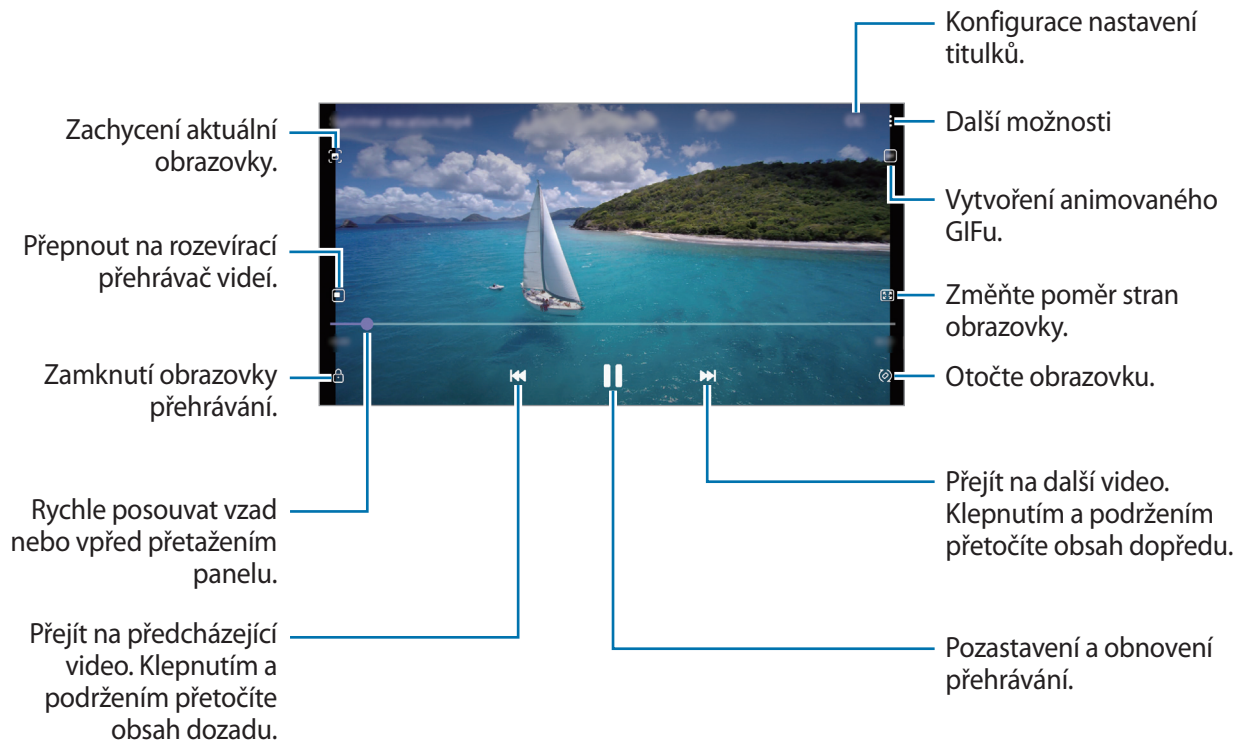 Konfigurace nastavení
titulků.
Zachycení aktuální
obrazovky.
Další možnosti
Vytvoření animovaného
GIFu.
Přepnout na rozevírací
přehrávač videí.
Změňte poměr stran
obrazovky.
Zamknutí obrazovky
přehrávání.
Otočte obrazovku.
Rychle posouvat vzad
nebo vpřed přetažením
panelu.
Přejít na další video.
Klepnutím a podržením
přetočíte obsah dopředu.
Přejít na předcházející
video. Klepnutím a
podržením přetočíte
obsah dozadu.
Pozastavení a obnovení
přehrávání.